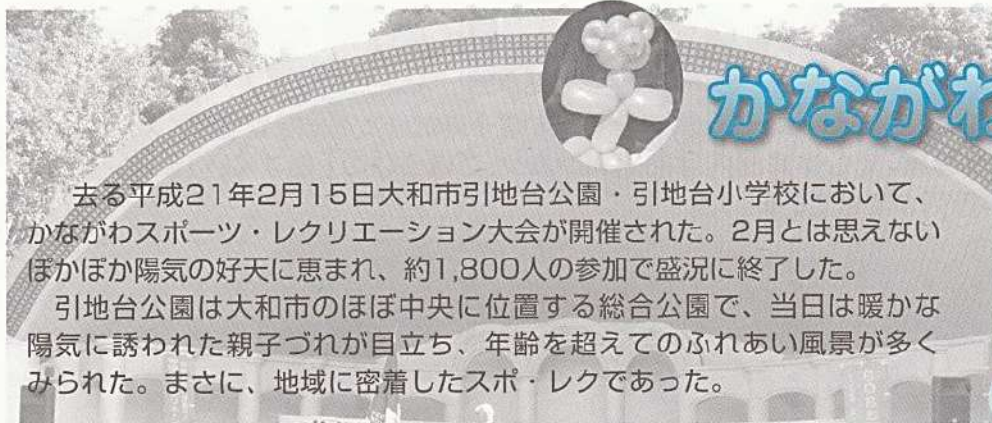 かながわ
去る平成21年2月15日大和市引地台公園・引地台小学校において、
かながわスポーツ・レクリエーション大会が開催された。2月とは思えない
ぽかぽか陽気の好天に恵まれ、約1,800人の参加で盛況に終了した。
引地台公園は大和市のほぼ中央に位置する総合公園で、当日は暖かな
陽気に誘われた親子づれが目立ち、年齢を超えてのふれあい風景が多く
みられた。まさに、地域に密着したスポ・レクであった。